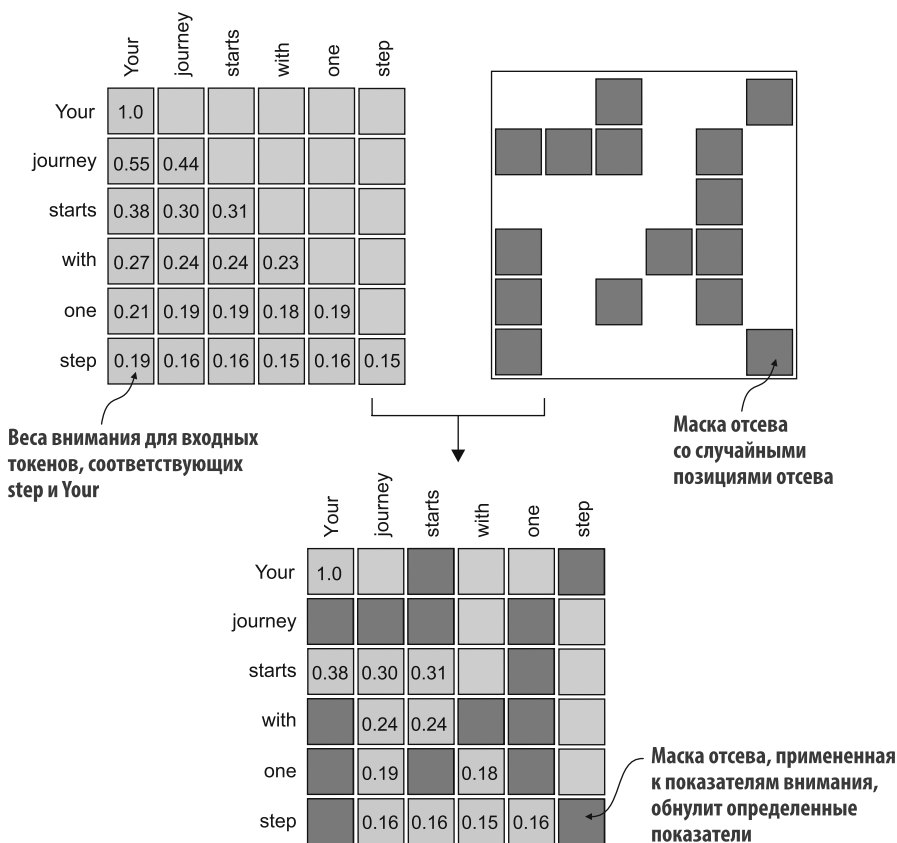 Your journey starts with one step
Your 1.0
journey 0.55 0.44
starts 0.38 0.30 0.31
with 0.27 0.24 0.24 0.23
one 0.21 0.19 0.19 0.18 0.19
step 0.19 0.16 0.16 0.15 0.16 0.15
Веса внимания для входных
токенов, соответствующих
step и Your
Маска отсева
со случайными
позициями отсева
Your journey starts with one step
Your 1.0
journey
starts 0.38 0.30 0.31
with 0.24 0.24
one 0.19 0.18
step 0.16 0.16 0.15 0.16
Маска отсева, примененная
к показателям внимания,
обнулит определенные
показатели